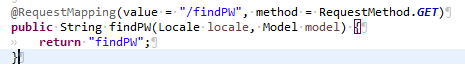 @RequestMapping(value = "/findPW", method = RequestMethod.GET)
public String findPW(Locale locale, Model model) {
return "findPW";
}